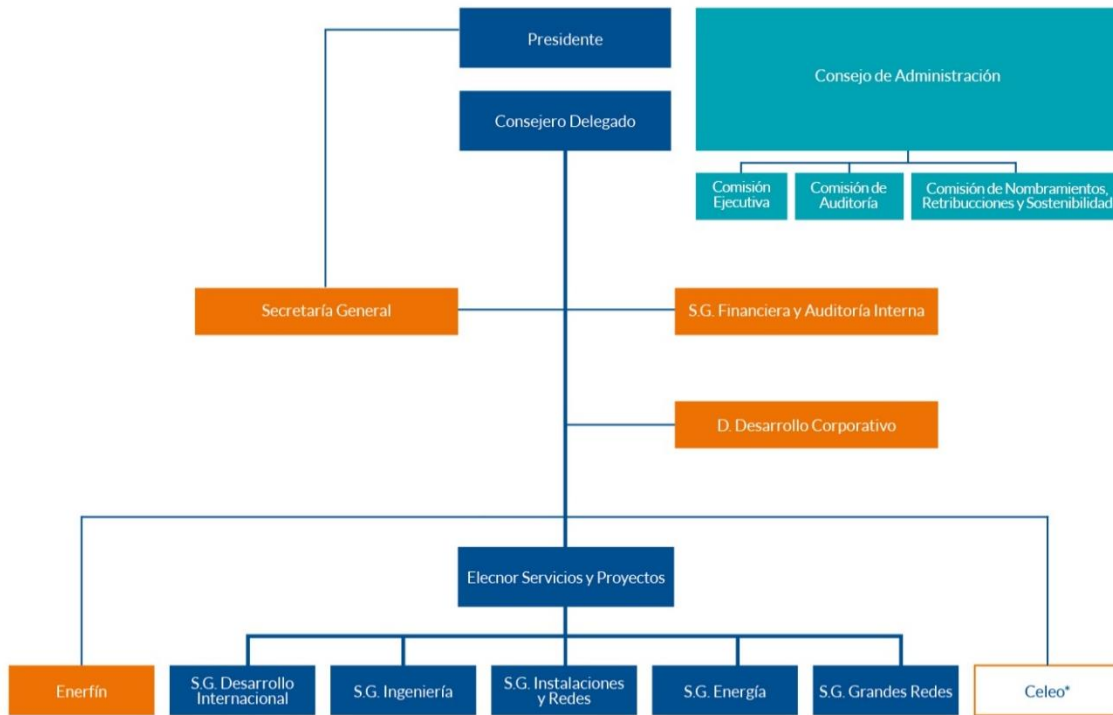 Presidente
Consejo de Administración
Consejero Delegado
Comisión
Ejecutiva
Comisión de
Auditoría
Comisión de Nombramientos,
Retribucciones y Sostenibilidad
Secretaría General
S.G. Financiera y Auditoría Interna
D. Desarrollo Corporativo
Elecnor Servicios y Proyectos
Enerfín
S.G. Desarrollo
Internacional
S.G. Ingeniería
S.G. Instalaciones
y Redes
S.G. Energía
S.G. Grandes Redes
Celeo*